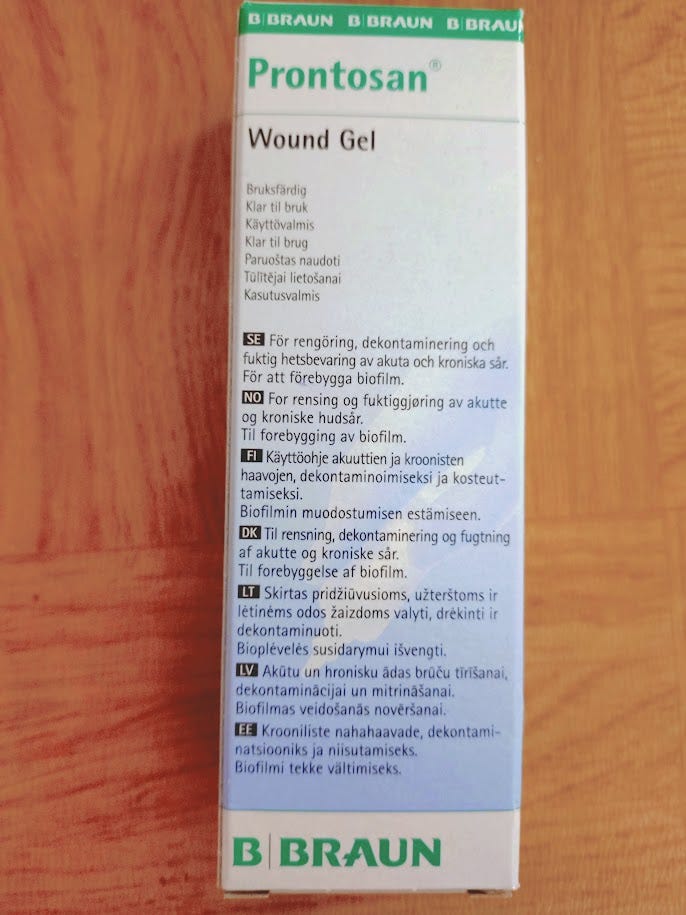 B|BRAUN B|BRAUN B|BRAUN
Prontosan®
Wound Gel
Bruksfärdig
Klar til bruk
Käyttövalmis
Klar til brug
Paruoštas naudoti
Tūlītējai lietošanai
Kasutusvalmis
SE För rengöring, dekontaminering och
fuktig hetsbevaring av akuta och kroniska sår.
För att förebygga biofilm.
NO For rensing og fuktiggjøring av akutte
og kroniske hudsår.
Til forebygging av biofilm.
FI Käyttöohje akuuttien ja kroonisten
haavojen, dekontaminoimiseksi ja kosteut-
tamiseksi.
Biofilmin muodostumisen estämiseen.
DK Til rensning, dekontaminering og fugtning
af akutte og kroniske sår.
Til forebyggelse af biofilm.
LT Skirtas pridžiūvusioms, užterštoms ir
lėtinėms odos žaizdoms valyti, drėkinti ir
dekontaminuoti.
Bioplėvelės susidarymui išvengti.
LV Akūtu un hronisku ādas brūču tīrīšanai,
dekontaminācijai un mitrināšanai.
Biofilmas veidošanās novēršanai.
EE Krooniliste nahahaavade, dekontami-
natsiooniks ja niisutamiseks.
Biofilmi tekke vältimiseks.
B|BRAUN